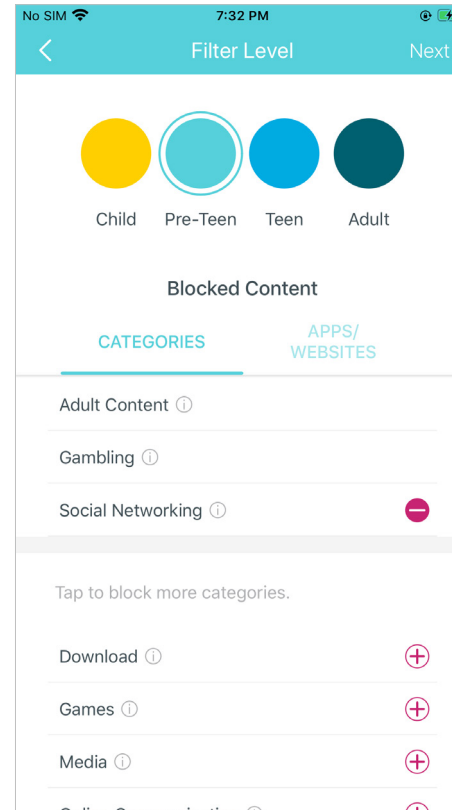 No SIM 7:32 PM
Filter Level Next
Child Pre-Teen Teen Adult
Blocked Content
CATEGORIES APPS/
WEBSITES
Adult Content
Gambling
Social Networking
Tap to block more categories.
Download
Games
Media